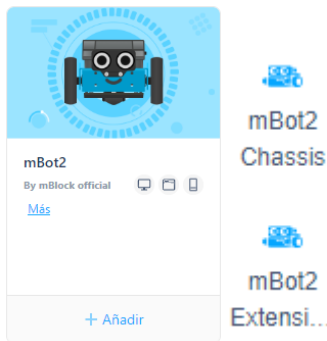 mBot2
By mBlock official
Más
+ Añadir
mBot2
Chassis
mBot2
Extensi...